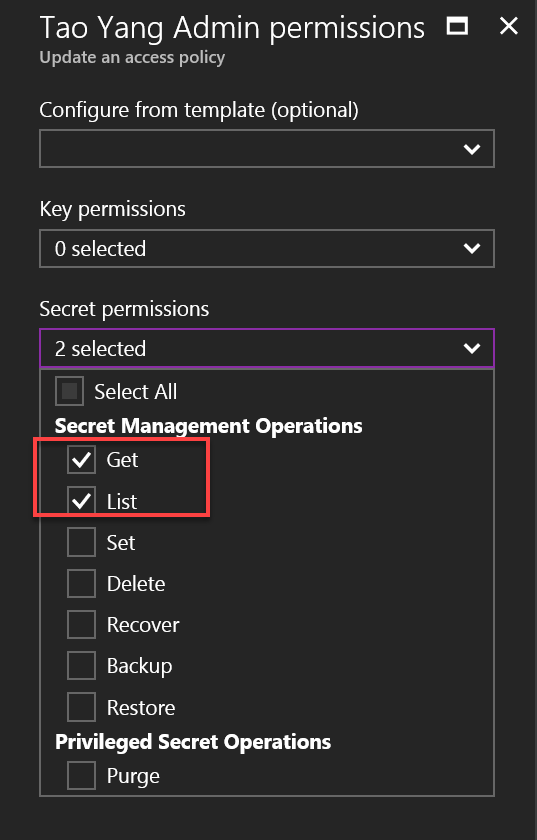 Tao Yang Admin permissions
Update an access policy
Configure from template (optional)
Key permissions
0 selected
Secret permissions
2 selected
Select All
Secret Management Operations
Get
List
Set
Delete
Recover
Backup
Restore
Privileged Secret Operations
Purge